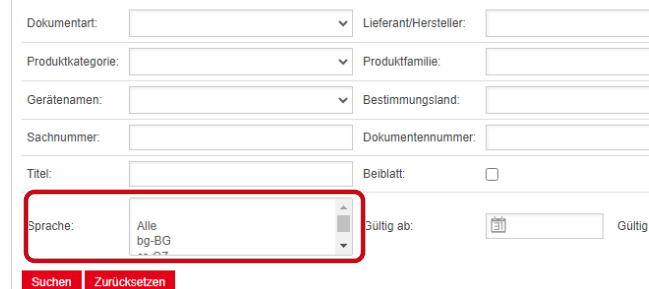 Dokumentart: Lieferant/Hersteller:
Produktkategorie: Produktfamilie:
Gerätenamen: Bestimmungsland:
Sachnummer: Dokumentennummer:
Titel: Beiblatt:
Sprache: Alle Gültig ab: Gültig
bg-BG
Suchen Zurücksetzen